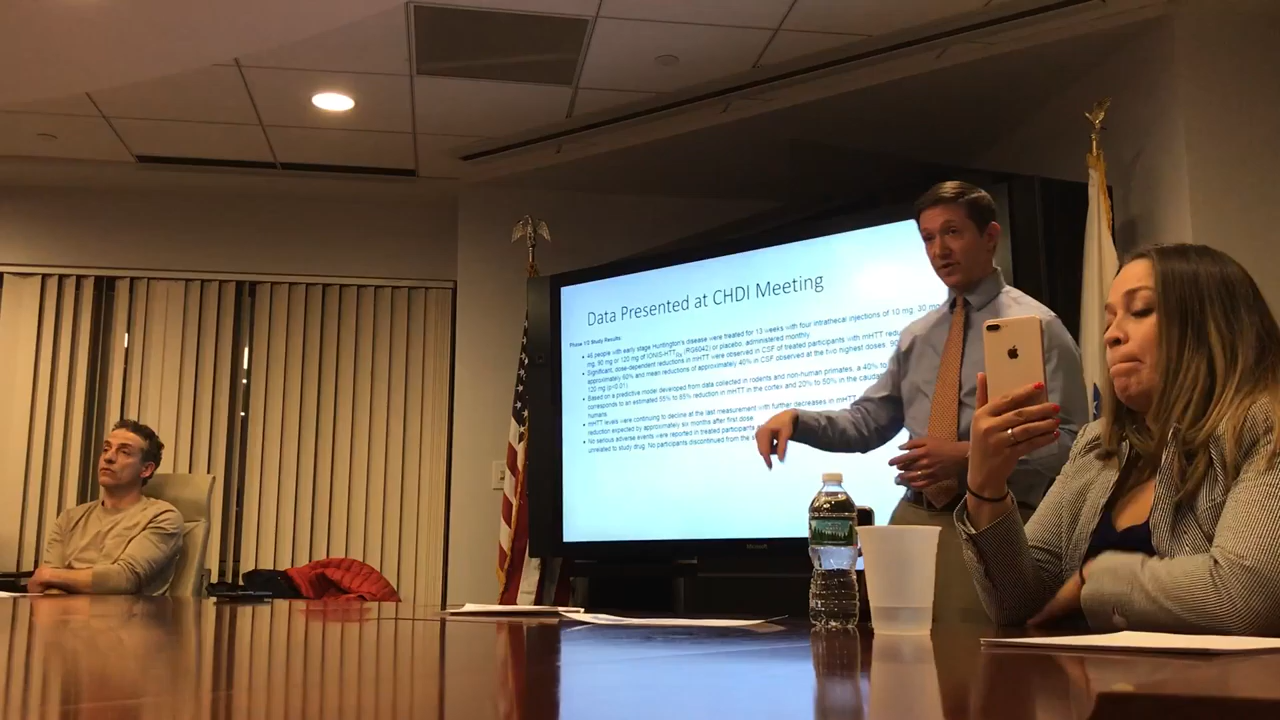 Data Presented at CHDI Meeting
Phase 1/2 Study Results:
46 people with early stage Huntington's disease were treated for 13 weeks with four intrathecal injections of 10 mg, 30 mg
mg, 90 mg or 120 mg of IONIS-HTTRx (RG6042) or placebo, administered monthly
Significant, dose-dependent reductions in mHTT were observed in CSF of treated participants with mHTT
approximately 60% and mean reductions of approximately 40% in CSF observed at the two highest doses, 90
120 mg (p<0.01)
Based on a predictive model developed from data collected in rodents and non-human primates, a 40% to
corresponds to an estimated 55% to 85% reduction in mHTT in the cortex and 20% to 50% in the
humans
mHTT levels were continuing to decline at the last measurement with further decreases in mHTT
reduction expected by approximately six months after first dose
No serious adverse events were reported in treated participants
unrelated to study drug. No participants discontinued from the
Microsoft